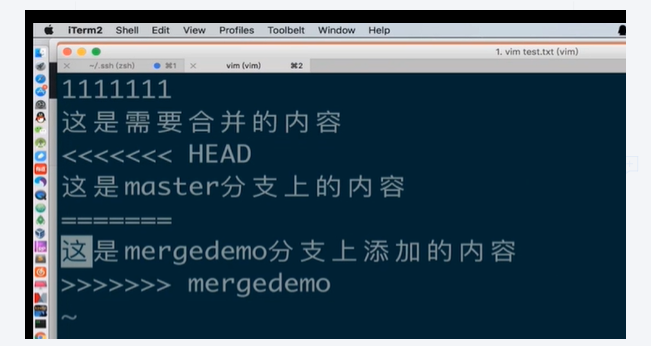 iTerm2 Shell Edit View Profiles Toolbelt Window Help
1. vim test.txt (vim)
× ~/.ssh (zsh) ⌘1 × vim (vim) ⌘2
1111111
这是需要合并的内容
<<<<<<< HEAD
这是master分支上的内容
=======
这是mergedemo分支上添加的内容
>>>>>>> mergedemo
~